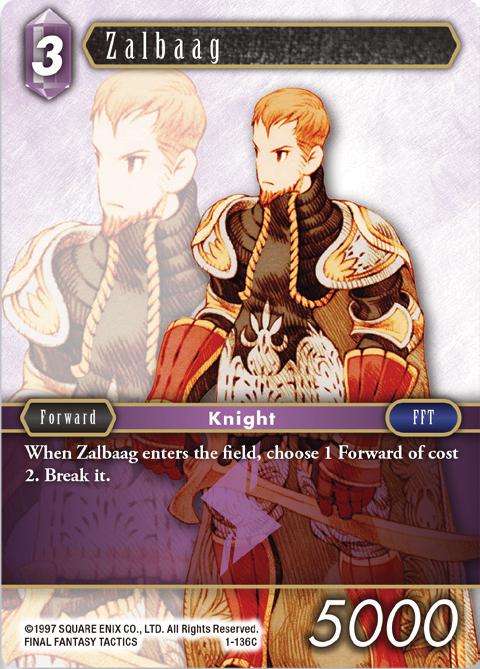 3
Zalbaag
Forward
Knight
FFT
When Zalbaag enters the field, choose 1 Forward of cost
2. Break it.
©1997 SQUARE ENIX CO., LTD. All Rights Reserved.
FINAL FANTASY TACTICS
1-136C
5000